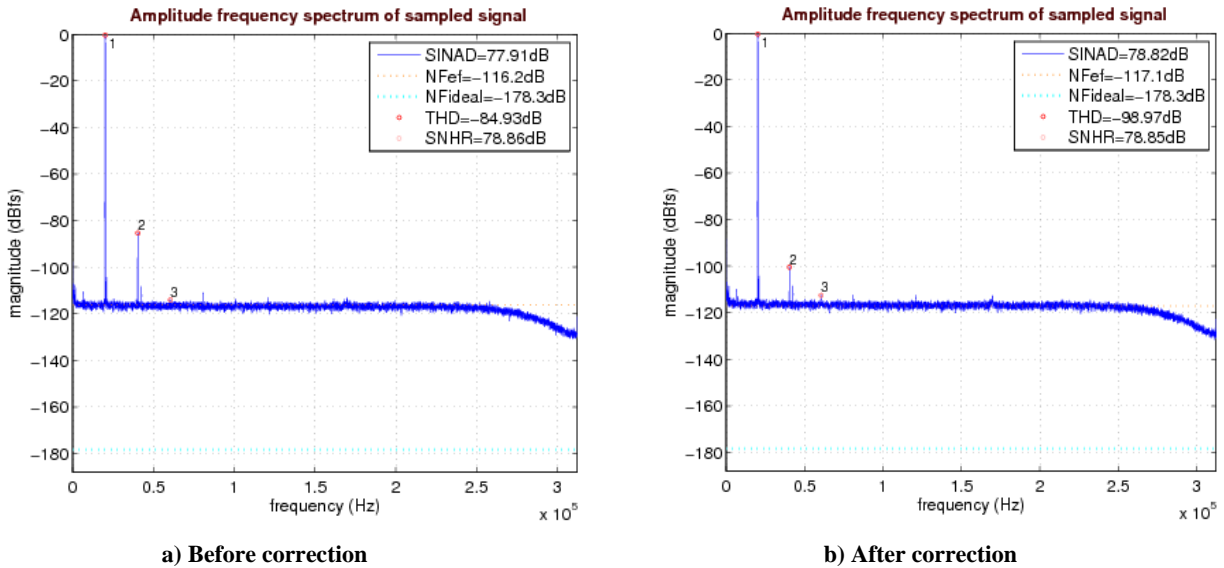 Amplitude frequency spectrum of sampled signal
SINAD=77.91dB
NFef=−116.2dB
NFideal=−178.3dB
THD=−84.93dB
SNHR=78.86dB
1
2
3
0
−20
−40
−60
−80
−100
−120
−140
−160
−180
magnitude (dBfs)
0 0.5 1 1.5 2 2.5 3
frequency (Hz)
x 10^5
a) Before correction
Amplitude frequency spectrum of sampled signal
SINAD=78.82dB
NFef=−117.1dB
NFideal=−178.3dB
THD=−98.97dB
SNHR=78.85dB
1
2
3
0
−20
−40
−60
−80
−100
−120
−140
−160
−180
magnitude (dBfs)
0 0.5 1 1.5 2 2.5 3
frequency (Hz)
x 10^5
b) After correction